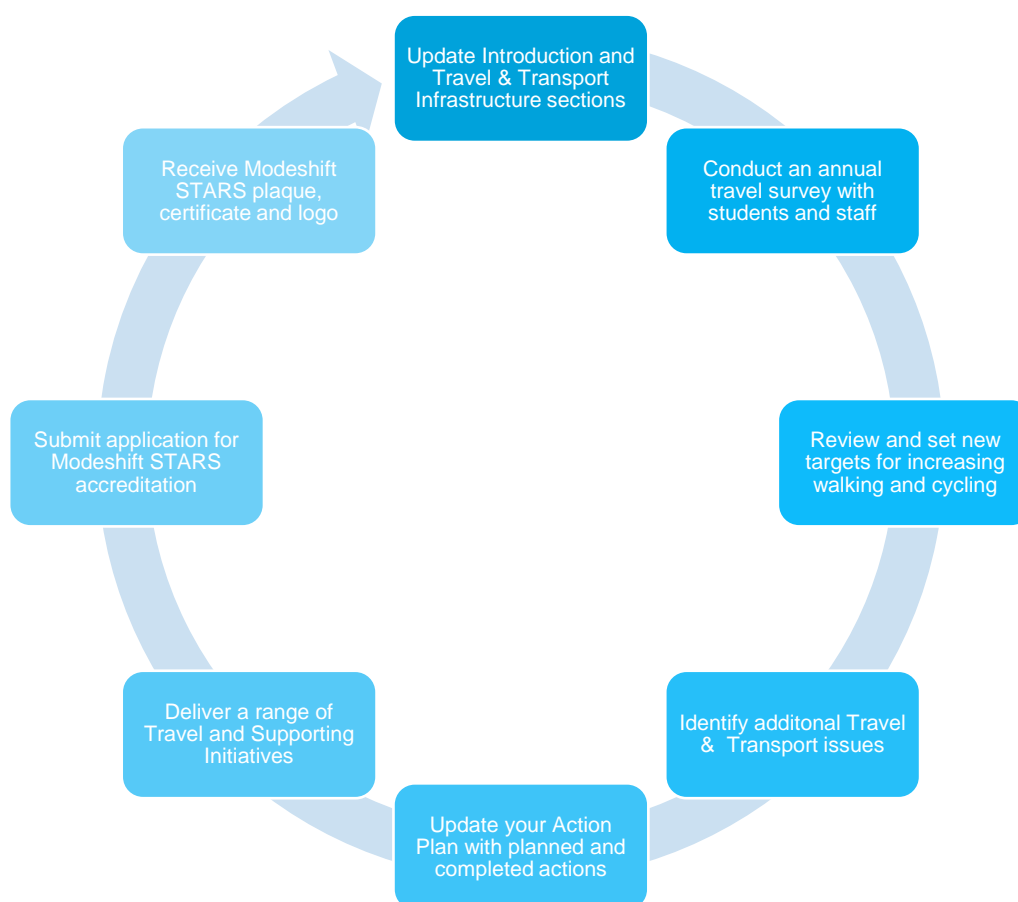 Update Introduction and
Travel & Transport
Infrastructure sections
Conduct an annual
travel survey with
students and staff
Review and set new
targets for increasing
walking and cycling
Identify additonal Travel
& Transport issues
Update your Action
Plan with planned and
completed actions
Deliver a range of
Travel and Supporting
Initiatives
Submit application for
Modeshift STARS
accreditation
Receive Modeshift
STARS plaque,
certificate and logo